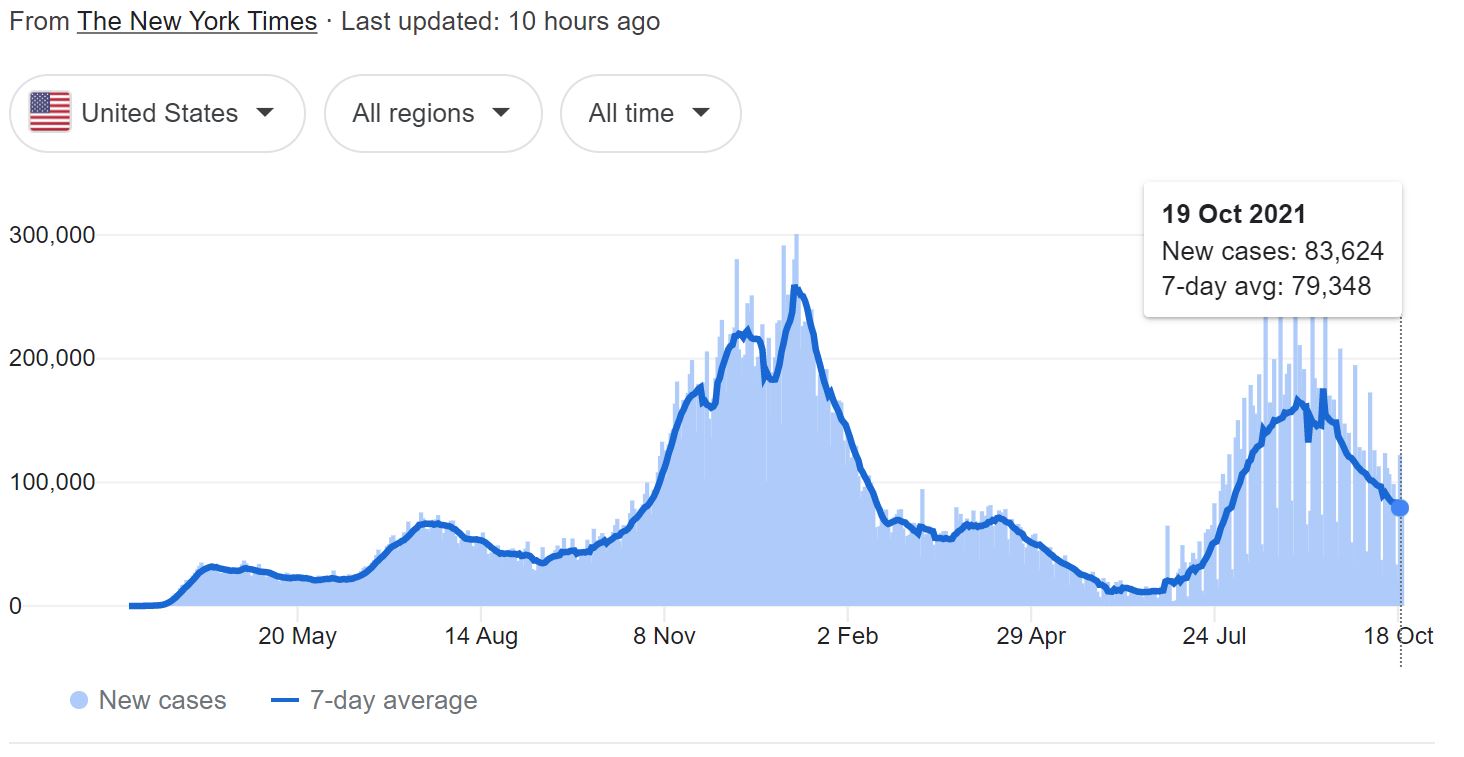 From The New York Times · Last updated: 10 hours ago
United States All regions All time
19 Oct 2021
New cases: 83,624
7-day avg: 79,348
300,000
200,000
100,000
0
20 May 14 Aug 8 Nov 2 Feb 29 Apr 24 Jul 18 Oct
New cases 7-day average